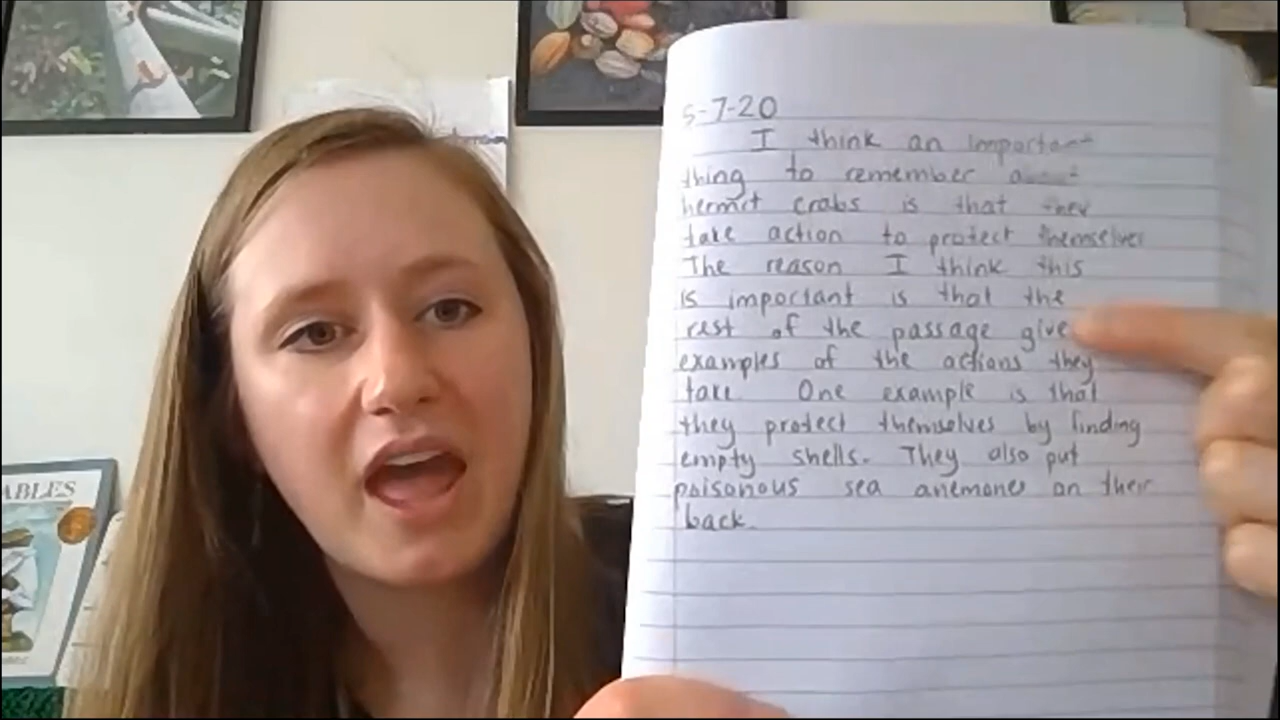 5-7-20
I think an important
thing to remember about
hermit crabs is that they
take action to protect themselves
The reason I think this
is important is that the
rest of the passage give
examples of the actions they
take. One example is that
they protect themselves by finding
empty shells. They also put
poisonous sea anemones on their
back.
ABLES